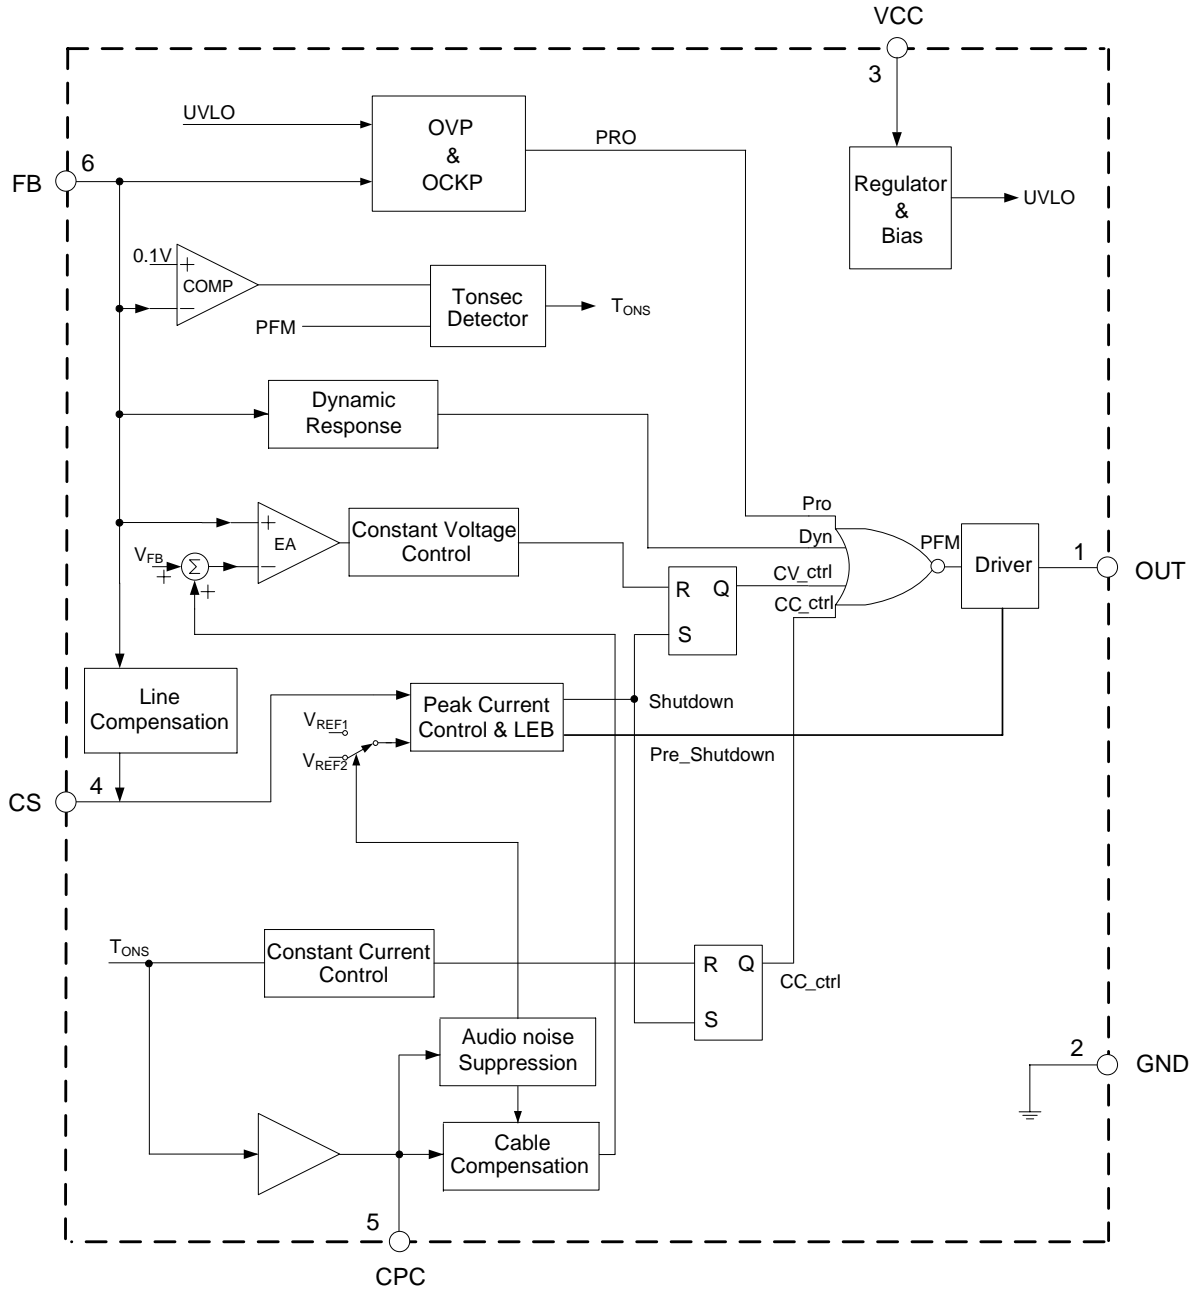 VCC
3
UVLO
OVP
&
OCKP
PRO
6
FB
Regulator
&
Bias
UVLO
0.1V
+
COMP
−
Tonsec
Detector
TONS
PFM
Dynamic
Response
Pro
Dyn
CV_ctrl
CC_ctrl
PFM
Driver
1
OUT
+
EA
−
Constant Voltage
Control
VFB
+
Σ
+
R Q
S
Line
Compensation
Peak Current
Control & LEB
Shutdown
Pre_Shutdown
VREF1
VREF2
4
CS
TONS
Constant Current
Control
R Q
S
CC_ctrl
Audio noise
Suppression
2
GND
Cable
Compensation
5
CPC